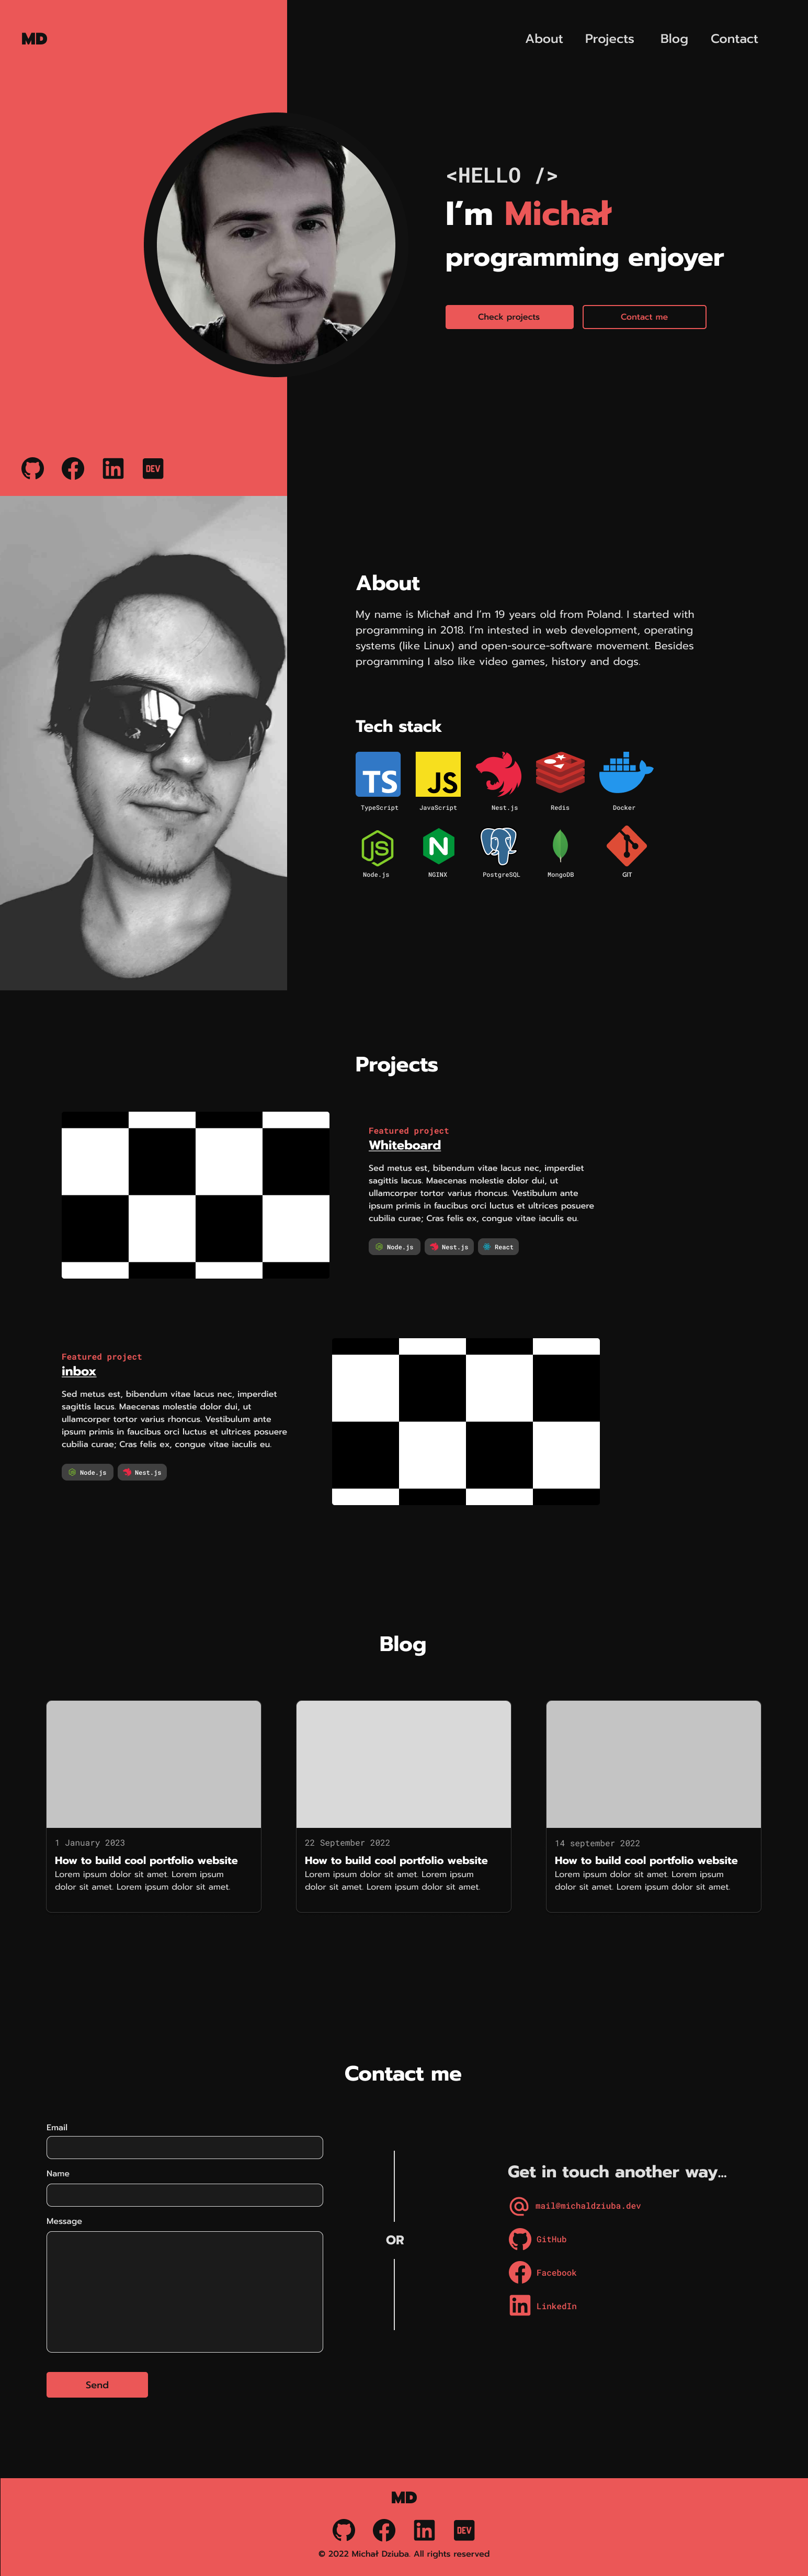 MD
About Projects Blog Contact
<HELLO />
I’m Michał
programming enjoyer
Check projects
Contact me
DEV
About
My name is Michał and I’m 19 years old from Poland. I started with
programming in 2018. I’m intested in web development, operating
systems (like Linux) and open-source-software movement. Besides
programming I also like video games, history and dogs.
Tech stack
TS
JS
TypeScript JavaScript Nest.js Redis Docker
JS
N
Node.js NGINX PostgreSQL MongoDB GIT
Projects
Featured project
Whiteboard
Sed metus est, bibendum vitae lacus nec, imperdiet
sagittis lacus. Maecenas molestie dolor dui, ut
ullamcorper tortor varius rhoncus. Vestibulum ante
ipsum primis in faucibus orci luctus et ultrices posuere
cubilia curae; Cras felis ex, congue vitae iaculis eu.
Node.js Nest.js React
Featured project
inbox
Sed metus est, bibendum vitae lacus nec, imperdiet
sagittis lacus. Maecenas molestie dolor dui, ut
ullamcorper tortor varius rhoncus. Vestibulum ante
ipsum primis in faucibus orci luctus et ultrices posuere
cubilia curae; Cras felis ex, congue vitae iaculis eu.
Node.js Nest.js
Blog
1 January 2023
How to build cool portfolio website
Lorem ipsum dolor sit amet. Lorem ipsum
dolor sit amet. Lorem ipsum dolor sit amet.
22 September 2022
How to build cool portfolio website
Lorem ipsum dolor sit amet. Lorem ipsum
dolor sit amet. Lorem ipsum dolor sit amet.
14 september 2022
How to build cool portfolio website
Lorem ipsum dolor sit amet. Lorem ipsum
dolor sit amet. Lorem ipsum dolor sit amet.
Contact me
Email
Name
Message
Send
OR
Get in touch another way...
mail@michaldziuba.dev
GitHub
Facebook
LinkedIn
MD
DEV
© 2022 Michał Dziuba. All rights reserved